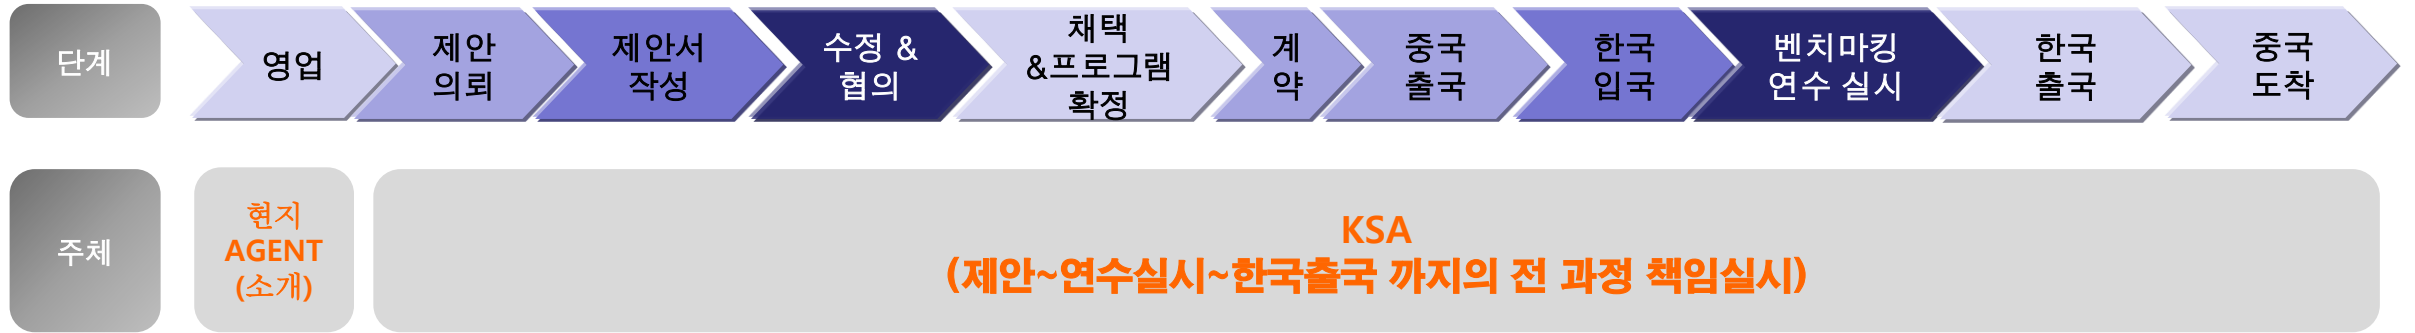 단계
영업
제안
의뢰
제안서
작성
수정 &
협의
채택
&프로그램
확정
계
약
중국
출국
한국
입국
벤치마킹
연수 실시
한국
출국
중국
도착
주체
현지
AGENT
(소개)
KSA
(제안~연수실시~한국출국 까지의 전 과정 책임실시)